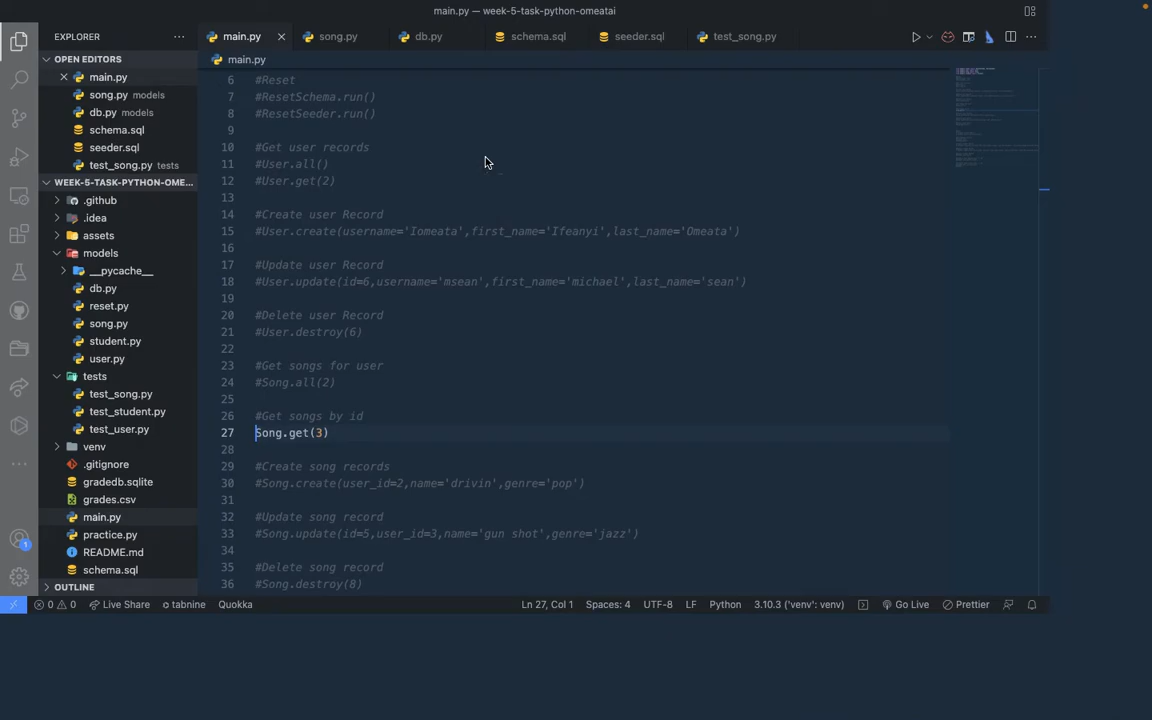 main.py — week-5-task-python-omeatai
EXPLORER
OPEN EDITORS
main.py
song.py models
db.py models
schema.sql
seeder.sql
test_song.py tests
WEEK-5-TASK-PYTHON-OME...
.github
.idea
assets
models
__pycache__
db.py
reset.py
song.py
student.py
user.py
tests
test_song.py
test_student.py
test_user.py
venv
.gitignore
gradedb.sqlite
grades.csv
main.py
practice.py
README.md
schema.sql
OUTLINE
main.py song.py db.py schema.sql seeder.sql test_song.py
main.py
6 #Reset
7 #ResetSchema.run()
8 #ResetSeeder.run()
9
10 #Get user records
11 #User.all()
12 #User.get(2)
13
14 #Create user Record
15 #User.create(username='Iomeata',first_name='Ifeanyi',last_name='Omeata')
16
17 #Update user Record
18 #User.update(id=6,username='msean',first_name='michael',last_name='sean')
19
20 #Delete user Record
21 #User.destroy(6)
22
23 #Get songs for user
24 #Song.all(2)
25
26 #Get songs by id
27 Song.get(3)
28
29 #Create song records
30 #Song.create(user_id=2,name='drivin',genre='pop')
31
32 #Update song record
33 #Song.update(id=5,user_id=3,name='gun shot',genre='jazz')
34
35 #Delete song record
36 #Song.destroy(8)
1
0 0 Live Share tabnine Quokka Ln 27, Col 1 Spaces: 4 UTF-8 LF Python 3.10.3 ('venv': venv) Go Live Prettier